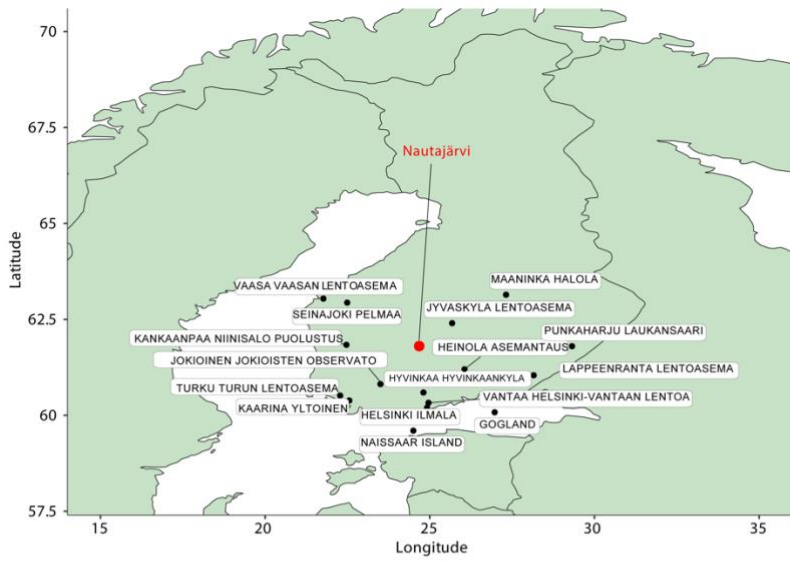 70
67.5
65
62.5
60
57.5
Latitude
Nautajärvi
MAANINKA HALOLA
VAASA VAASAN LENTOASEMA
JYVASKYLA LENTOASEMA
SEINAJOKI PELMAA
PUNKAHARJU LAUKANSAARI
KANKAANPAA NIINISALO PUOLUSTUS
HEINOLA ASEMANTAUS
JOKIOINEN JOKIOISTEN OBSERVATO
LAPPEENRANTA LENTOASEMA
HYVINKAA HYVINKAANKYLA
TURKU TURUN LENTOASEMA
VANTAA HELSINKI-VANTAAN LENTOA
KAARINA YLTOINEN
HELSINKI ILMALA
GOGLAND
NAISSAAR ISLAND
15 20 25 30 35
Longitude